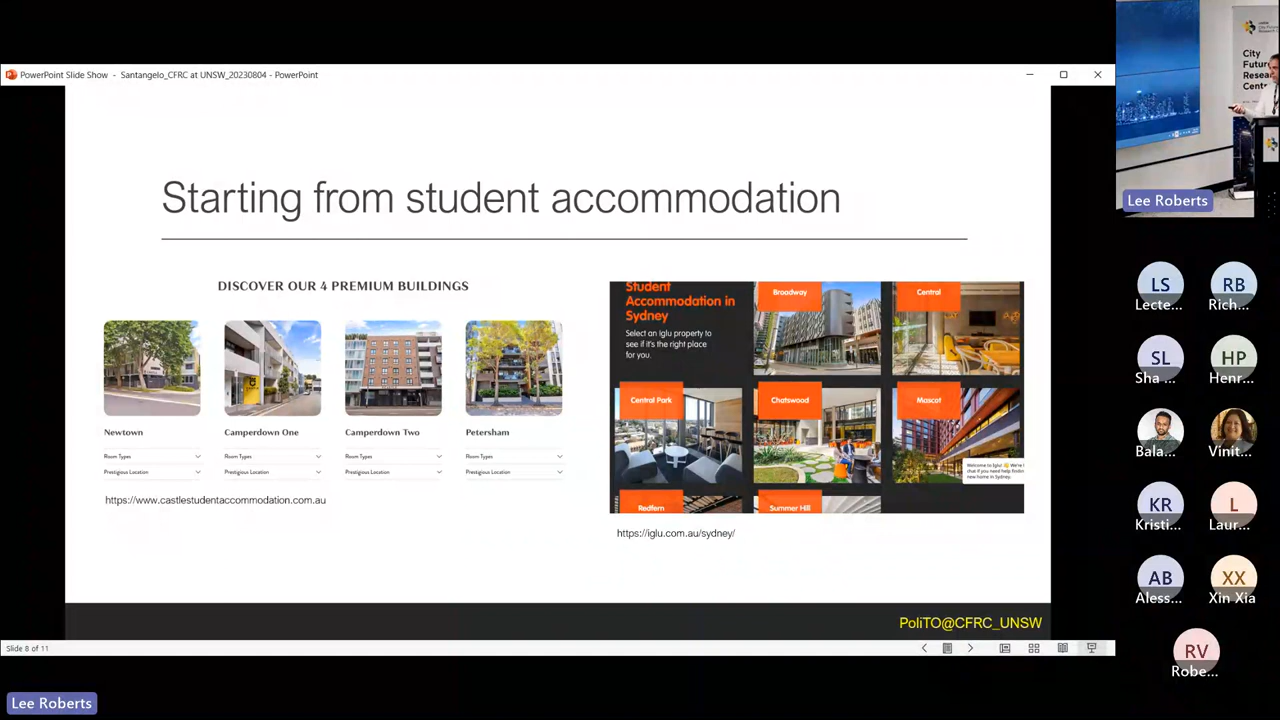 PowerPoint Slide Show - Santangelo_CFRC at UNSW_20230804 - PowerPoint
Starting from student accommodation
DISCOVER OUR 4 PREMIUM BUILDINGS
Newtown
Room Types
Prestigious Location
Camperdown One
Room Types
Prestigious Location
Camperdown Two
Room Types
Prestigious Location
Petersham
Room Types
Prestigious Location
https://www.castlestudentaccommodation.com.au
Student
Accommodation in
Sydney
Select an Iglu property to
see if it's the right place
for you.
Broadway
Central
Central Park
Chatswood
Mascot
Redfern
Summer Hill
https://iglu.com.au/sydney/
PoliTO@CFRC_UNSW
Slide 8 of 11
Lee Roberts
City
Lee Roberts
LS
Lecte...
RB
Rich...
SL
Sha ...
HP
Henr...
Bala...
Vinit...
KR
Kristi...
L
Laur...
AB
Aless...
XX
Xin Xia
RV
Robe...